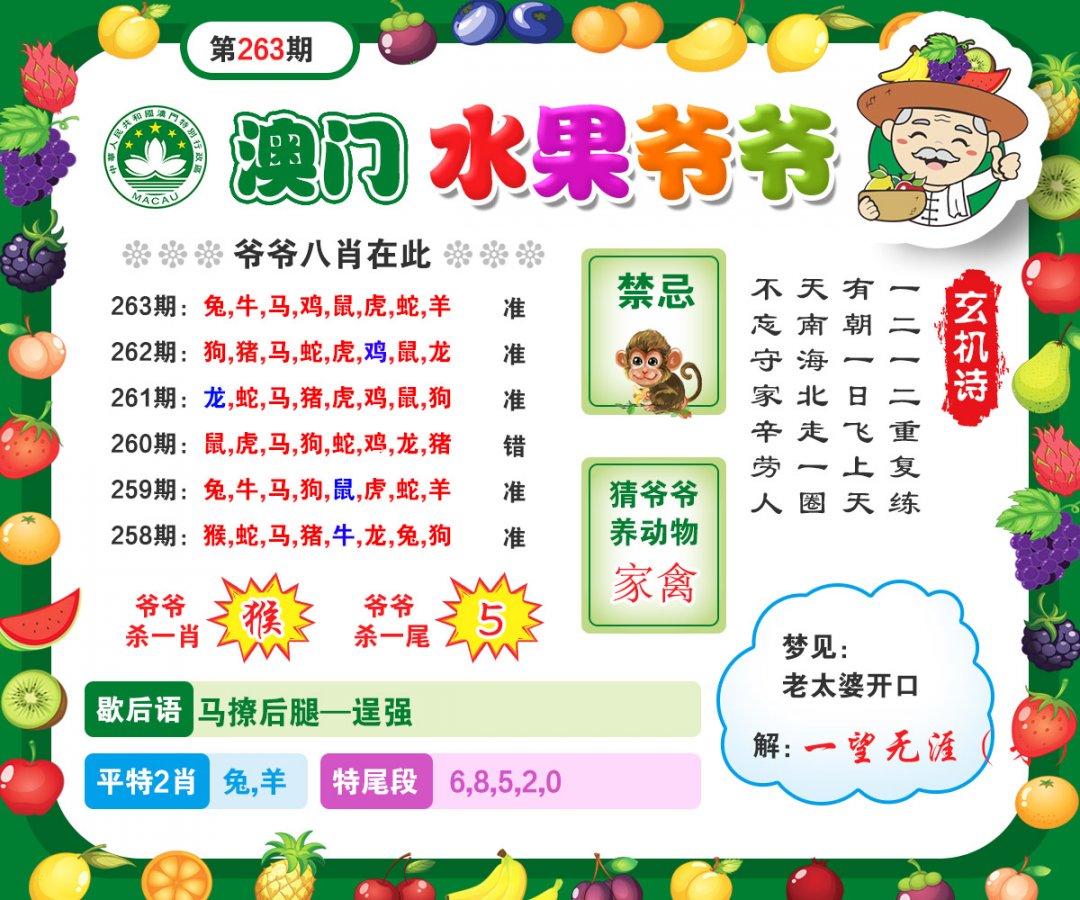 第263期
中華人民共和國澳門特別行政區
MACAU
澳门
水果爷爷
爷爷八肖在此
263期：兔,牛,马,鸡,鼠,虎,蛇,羊 准
262期：狗,猪,马,蛇,虎,鸡,鼠,龙 准
261期：龙,蛇,马,猪,虎,鸡,鼠,狗 准
260期：鼠,虎,马,狗,蛇,鸡,龙,猪 错
259期：兔,牛,马,狗,鼠,虎,蛇,羊 准
258期：猴,蛇,马,猪,牛,龙,兔,狗 准
爷爷
杀一肖
猴
爷爷
杀一尾
5
禁忌
猜爷爷
养动物
家禽
玄机诗
一二一二重复练
有朝一日飞上天
天南海北走一圈
不忘守家辛劳人
歇后语
马撩后腿—逞强
平特2肖
兔,羊
特尾段
6,8,5,2,0
梦见：
老太婆开口
解：一望无涯（